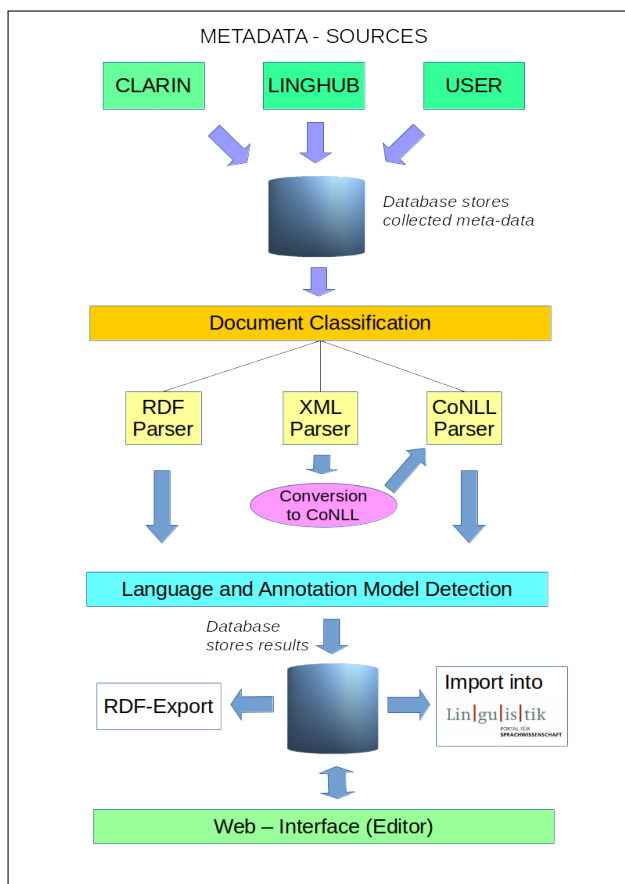 METADATA - SOURCES
CLARIN
LINGHUB
USER
Database stores
collected meta-data
Document Classification
RDF
Parser
XML
Parser
CoNLL
Parser
Conversion
to CoNLL
Language and Annotation Model Detection
Database
stores results
RDF-Export
Import into
Lin|gu|is|tik
PORTAL FÜR
SPRACHWISSENSCHAFT
Web – Interface (Editor)